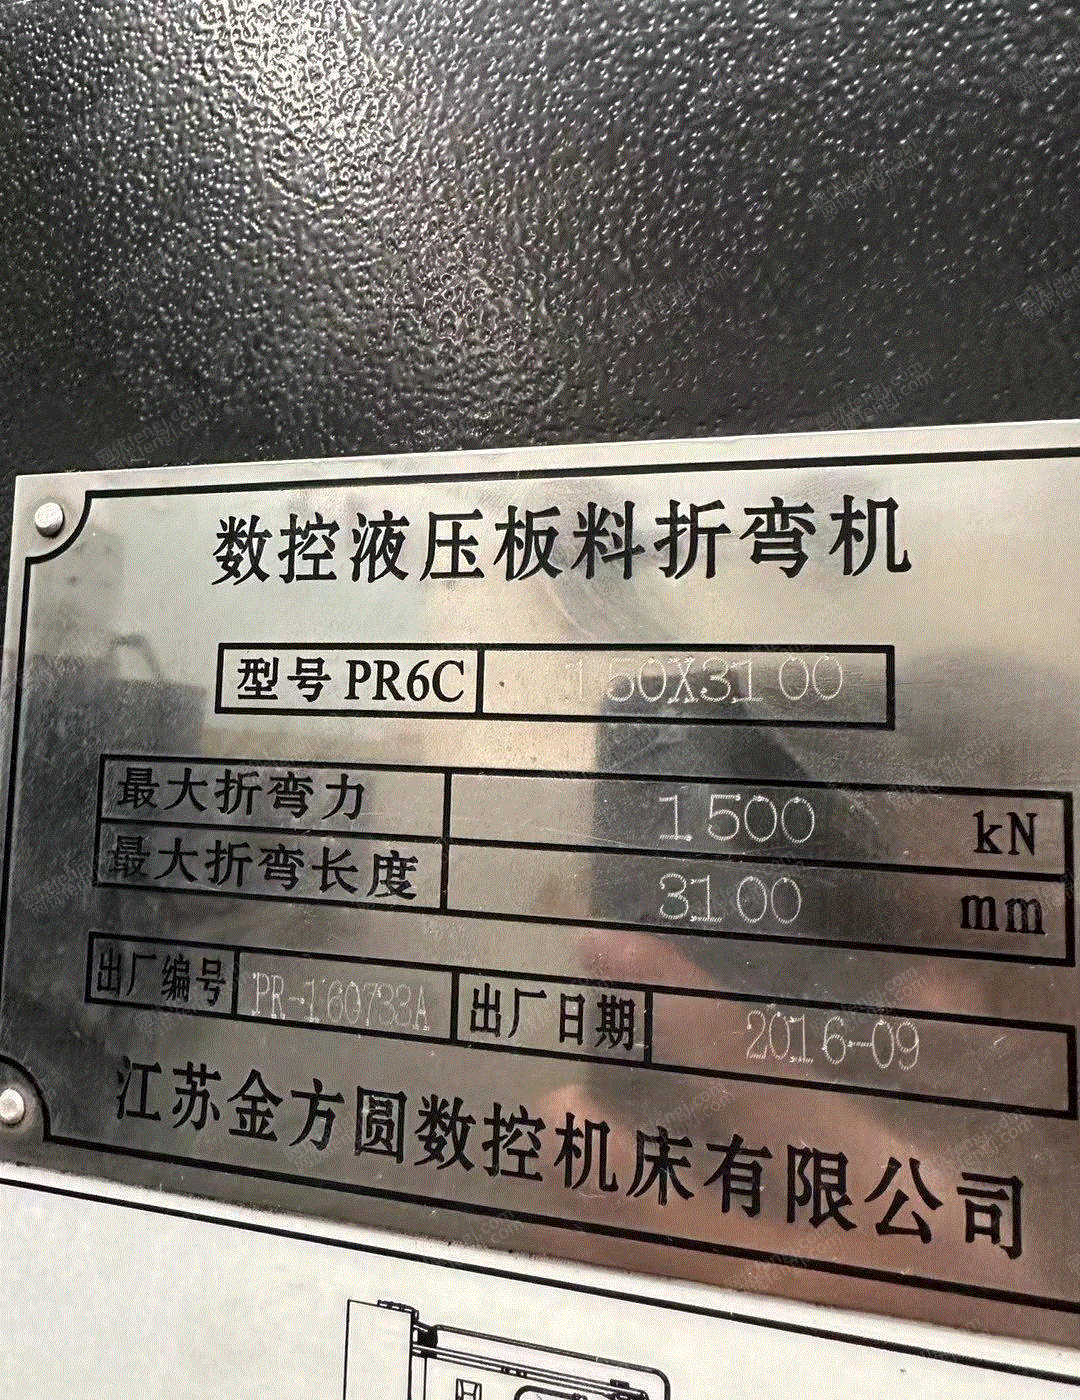 数控液压板料折弯机
型号 PR6C 150X3100
最大折弯力 1500 kN
最大折弯长度 3100 mm
出厂编号 PR-160733A 出厂日期 2016-09
江苏金方圆数控机床有限公司